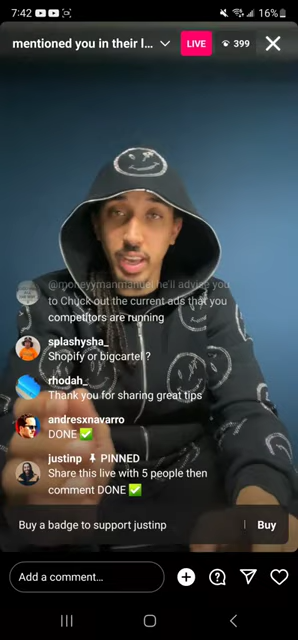 7:42
16%
mentioned you in their l...
LIVE
399
@moneyymanmanuel he'll advise you
to Chuck out the current ads that you
competitors are running
splashysha_
Shopify or bigcartel ?
rhodah_
Thank you for sharing great tips
andresxnavarro
DONE ✅
justinp 📌 PINNED
Share this live with 5 people then
comment DONE ✅
Buy a badge to support justinp
Buy
Add a comment...